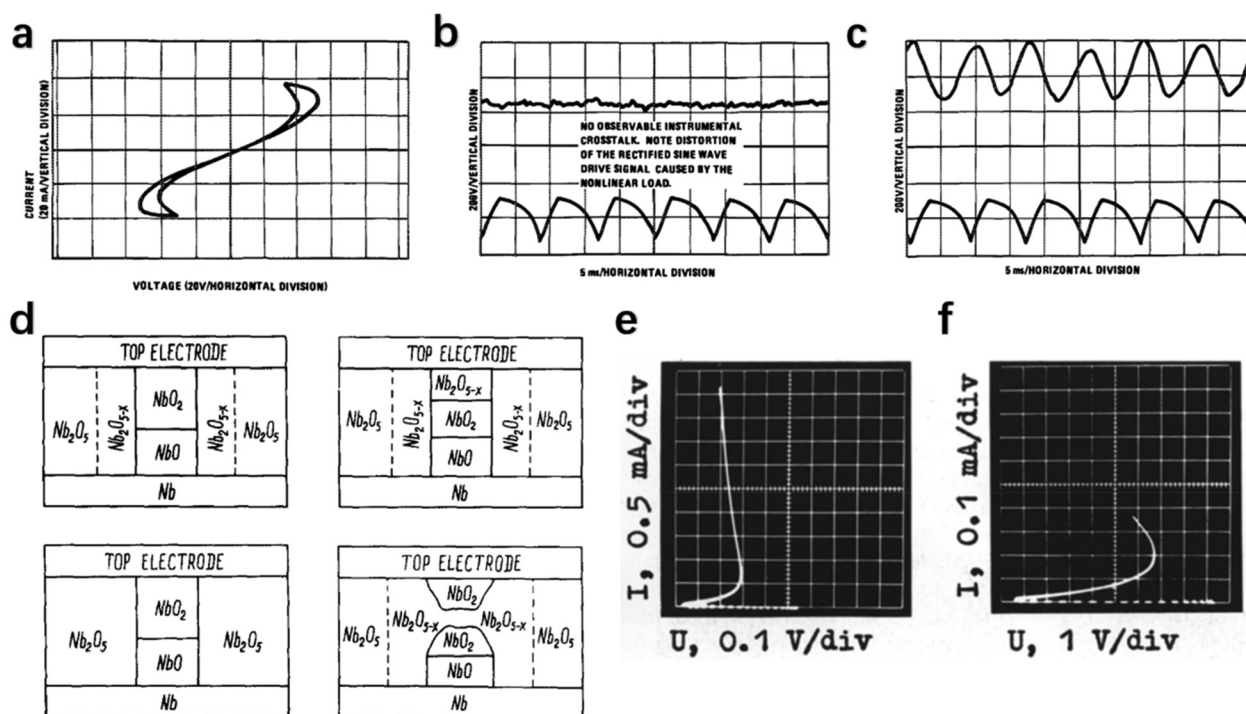 a
CURRENT
(20 mA/VERTICAL DIVISION)
VOLTAGE (20V/HORIZONTAL DIVISION)
b
200V/VERTICAL DIVISION
NO OBSERVABLE INSTRUMENTAL
CROSSTALK. NOTE DISTORTION
OF THE RECTIFIED SINE WAVE
DRIVE SIGNAL CAUSED BY THE
NONLINEAR LOAD.
5 ms/HORIZONTAL DIVISION
c
200V/VERTICAL DIVISION
5 ms/HORIZONTAL DIVISION
d
TOP ELECTRODE
Nb₂O₅
Nb₂O₅₋ₓ
NbO₂
NbO
Nb₂O₅₋ₓ
Nb₂O₅
Nb
TOP ELECTRODE
Nb₂O₅
Nb₂O₅₋ₓ
Nb₂O₅₋ₓ
NbO₂
NbO
Nb₂O₅₋ₓ
Nb₂O₅
Nb
TOP ELECTRODE
Nb₂O₅
NbO₂
NbO
Nb₂O₅
Nb
TOP ELECTRODE
NbO₂
Nb₂O₅
Nb₂O₅₋ₓ
NbO₂
Nb₂O₅₋ₓ
Nb₂O₅
NbO
Nb
e
I, 0.5 mA/div
U, 0.1 V/div
f
I, 0.1 mA/div
U, 1 V/div